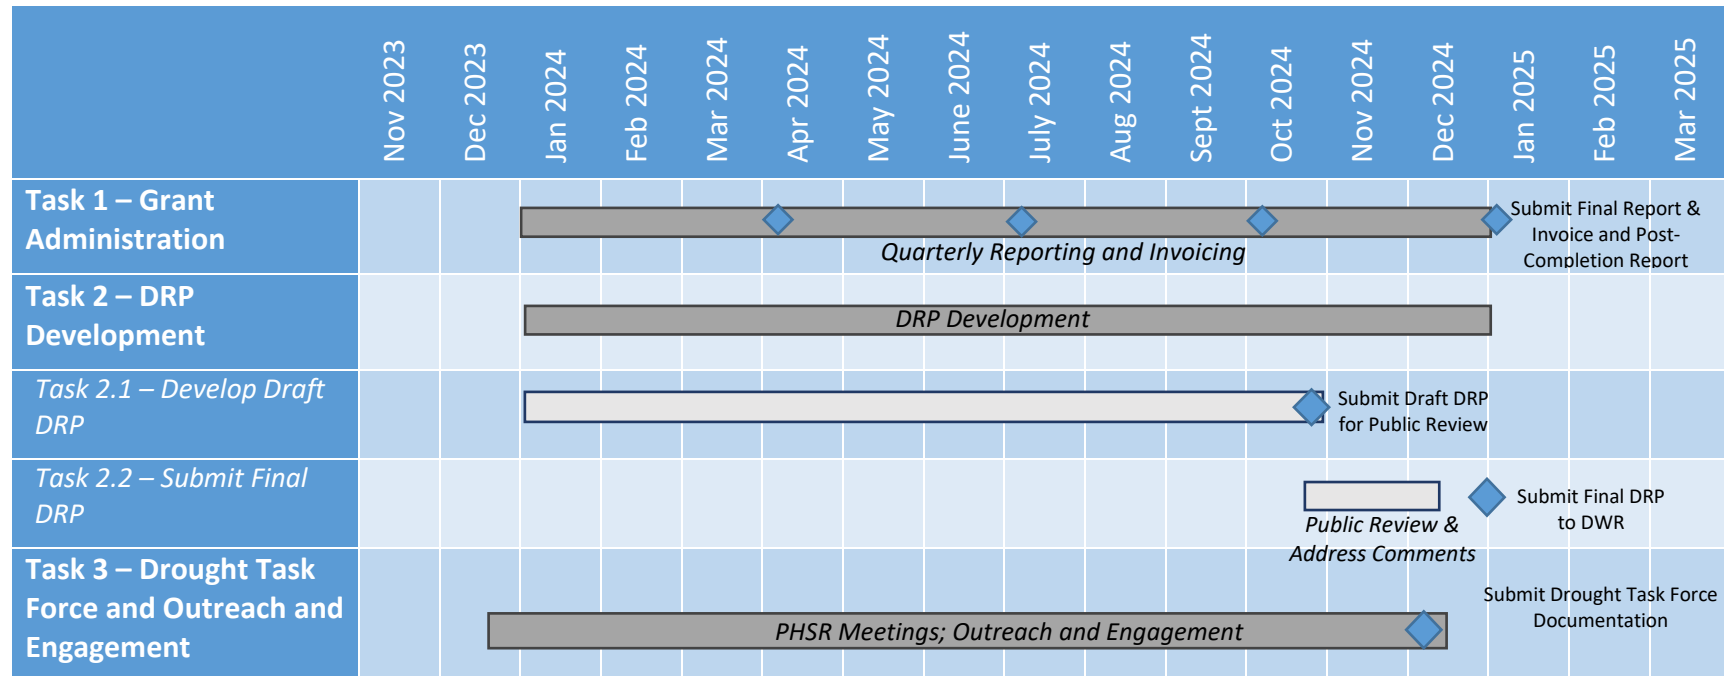 Nov 2023
Dec 2023
Jan 2024
Feb 2024
Mar 2024
Apr 2024
May 2024
June 2024
July 2024
Aug 2024
Sept 2024
Oct 2024
Nov 2024
Dec 2024
Jan 2025
Feb 2025
Mar 2025
Task 1 – Grant
Administration
Quarterly Reporting and Invoicing
Submit Final Report &
Invoice and Post-
Completion Report
Task 2 – DRP
Development
DRP Development
Task 2.1 – Develop Draft
DRP
Submit Draft DRP
for Public Review
Task 2.2 – Submit Final
DRP
Public Review &
Address Comments
Submit Final DRP
to DWR
Task 3 – Drought Task
Force and Outreach and
Engagement
PHSR Meetings; Outreach and Engagement
Submit Drought Task Force
Documentation